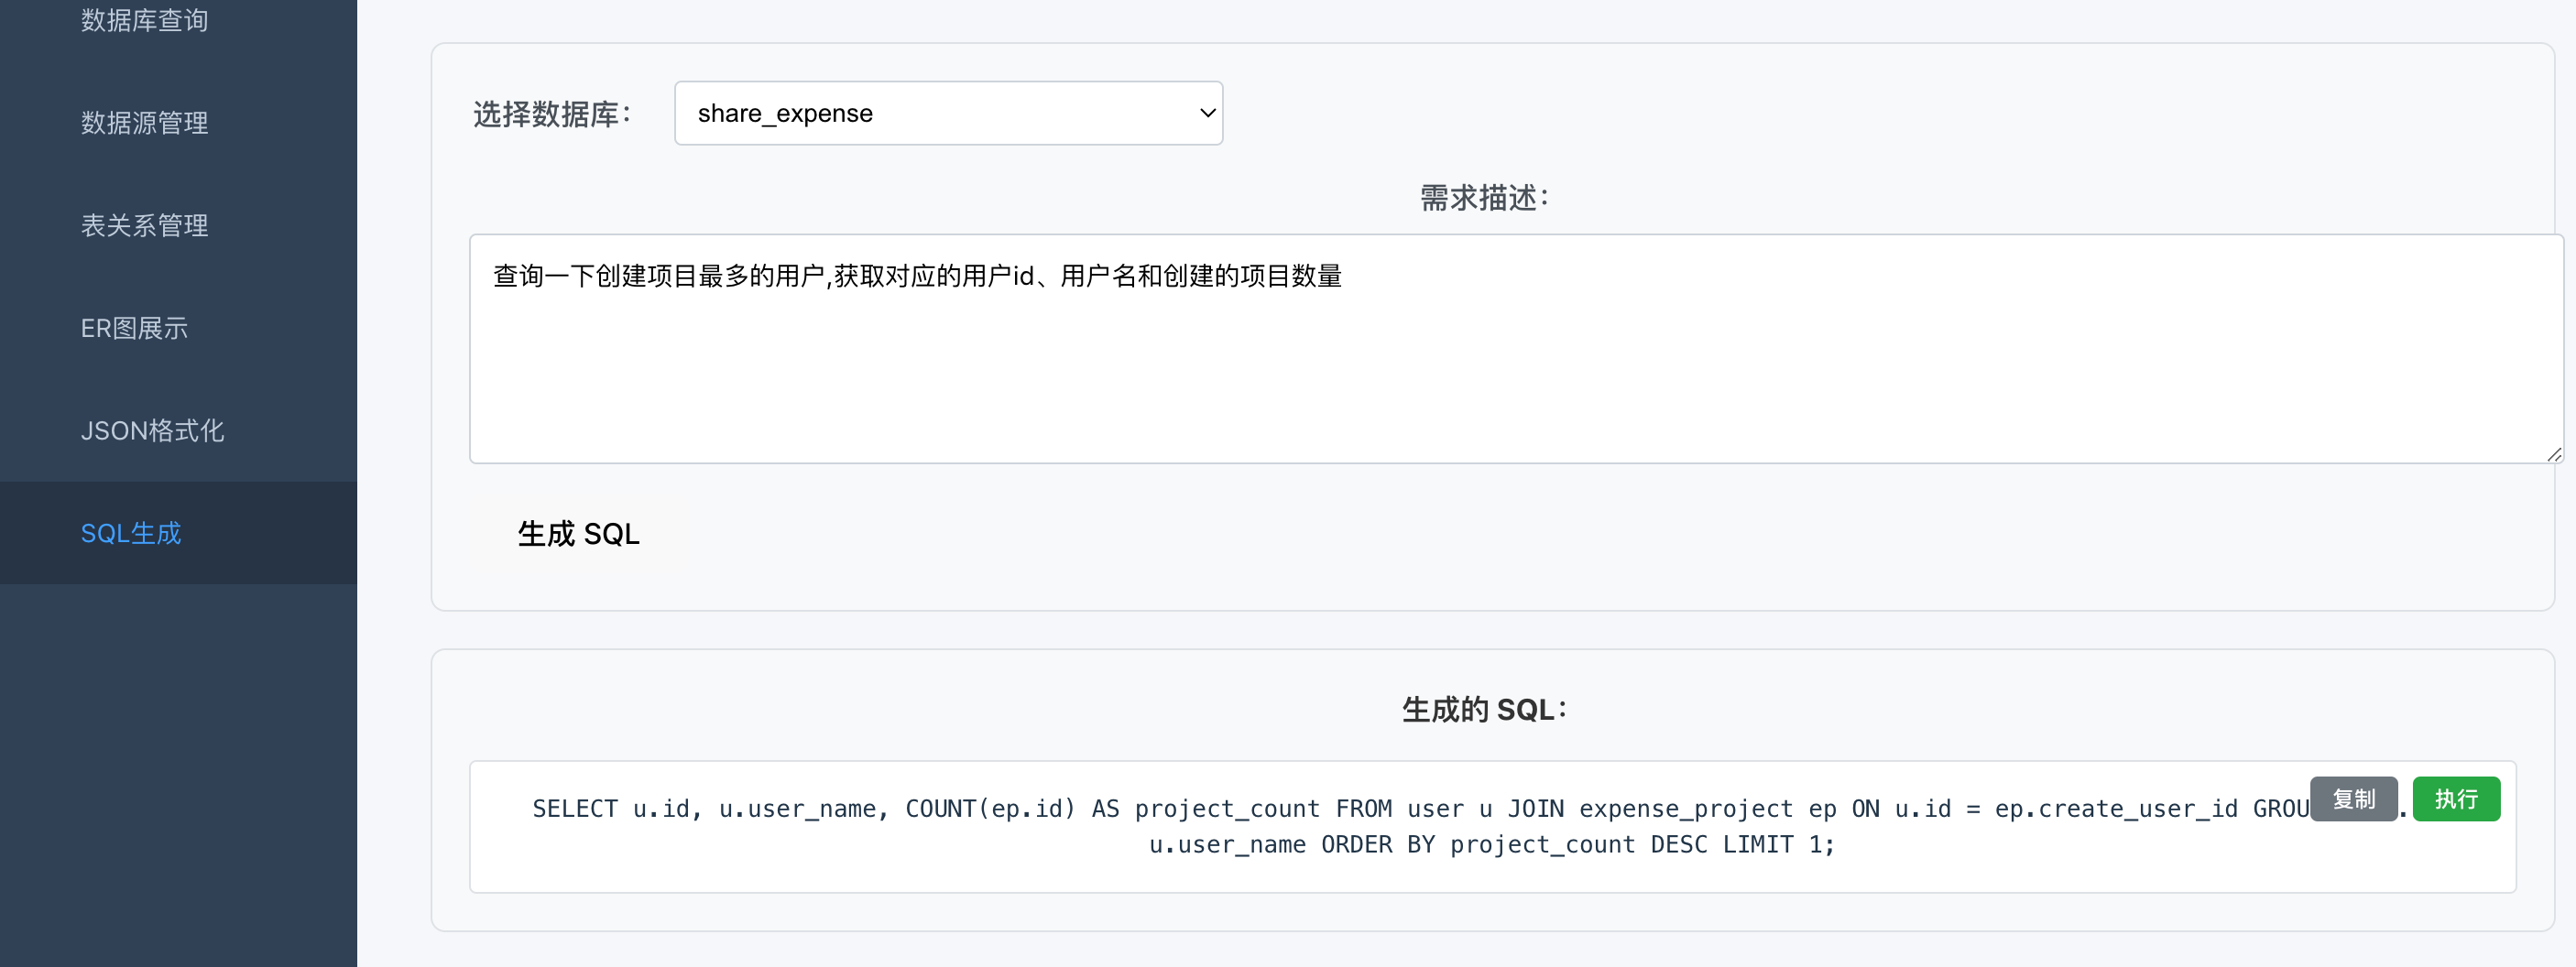 数据库查询
数据源管理
表关系管理
ER图展示
JSON格式化
SQL生成
选择数据库：
share_expense
需求描述：
查询一下创建项目最多的用户,获取对应的用户id、用户名和创建的项目数量
生成 SQL
生成的 SQL：
复制 执行
SELECT u.id, u.user_name, COUNT(ep.id) AS project_count FROM user u JOIN expense_project ep ON u.id = ep.create_user_id GROU
u.user_name ORDER BY project_count DESC LIMIT 1;